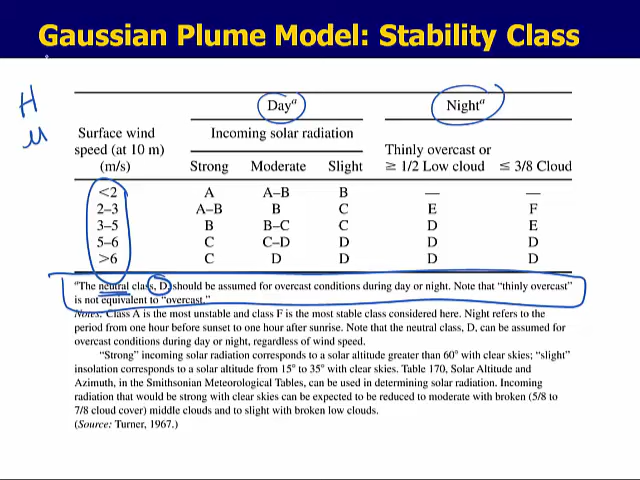 Gaussian Plume Model: Stability Class
H
u
Dayᵃ Nightᵃ
Surface wind Incoming solar radiation Thinly overcast or
speed (at 10 m)
(m/s) Strong Moderate Slight ≥ 1/2 Low cloud ≤ 3/8 Cloud
<2 A A–B B — —
2–3 A–B B C E F
3–5 B B–C C D E
5–6 C C–D D D D
>6 C D D D D
ᵃThe neutral class, D, should be assumed for overcast conditions during day or night. Note that “thinly overcast”
is not equivalent to “overcast.”
Notes: Class A is the most unstable and class F is the most stable class considered here. Night refers to the
period from one hour before sunset to one hour after sunrise. Note that the neutral class, D, can be assumed for
overcast conditions during day or night, regardless of wind speed.
“Strong” incoming solar radiation corresponds to a solar altitude greater than 60° with clear skies; “slight”
insolation corresponds to a solar altitude from 15° to 35° with clear skies. Table 170, Solar Altitude and
Azimuth, in the Smithsonian Meteorological Tables, can be used in determining solar radiation. Incoming
radiation that would be strong with clear skies can be expected to be reduced to moderate with broken (5/8 to
7/8 cloud cover) middle clouds and to slight with broken low clouds.
(Source: Turner, 1967.)